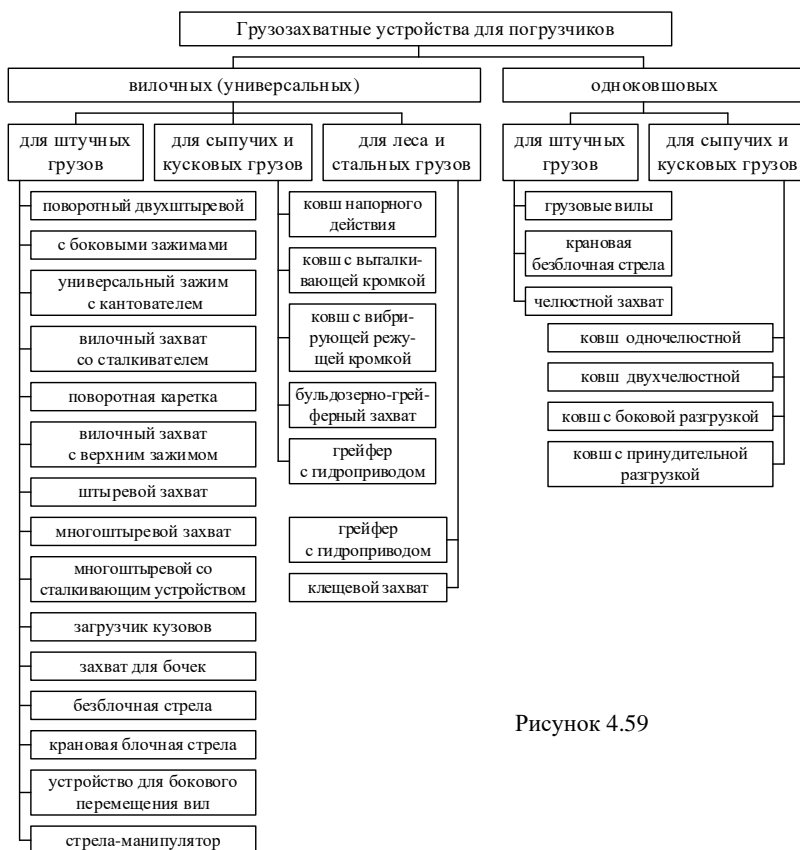 Грузозахватные устройства для погрузчиков
вилочных (универсальных)
одноковшовых
для штучных
грузов
для сыпучих и
кусковых грузов
для леса и
стальных грузов
для штучных
грузов
для сыпучих и
кусковых грузов
поворотный двухштыревой
с боковыми зажимами
универсальный зажим
с кантователем
вилочный захват
со сталкивателем
поворотная каретка
вилочный захват
с верхним зажимом
штыревой захват
многоштыревой захват
многоштыревой со
сталкивающим устройством
загрузчик кузовов
захват для бочек
безблочная стрела
крановая блочная стрела
устройство для бокового
перемещения вил
стрела-манипулятор
ковш напорного
действия
ковш с выталки-
вающей кромкой
ковш с вибри-
рующей режу-
щей кромкой
бульдозерно-грей-
ферный захват
грейфер
с гидроприводом
грейфер
с гидроприводом
клещевой захват
грузовые вилы
крановая
безблочная стрела
челюстной захват
ковш одночелюстной
ковш двухчелюстной
ковш с боковой разгрузкой
ковш с принудительной
разгрузкой
Рисунок 4.59